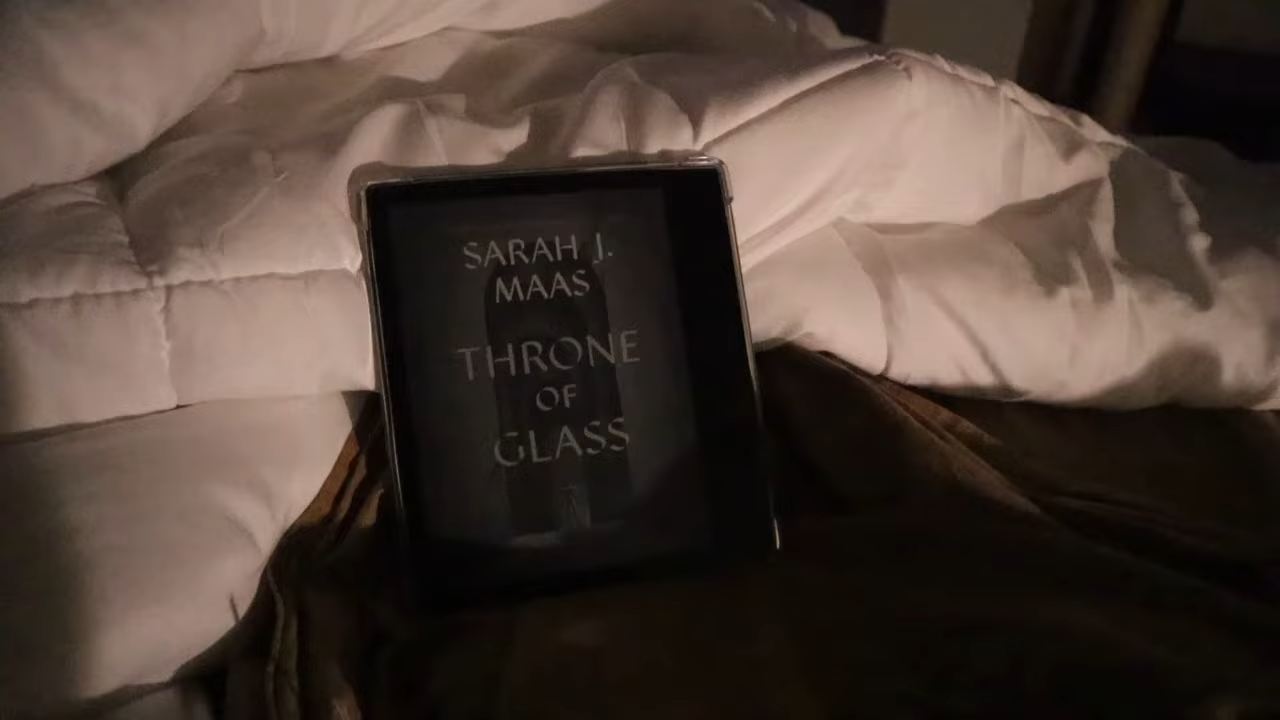 SARAH J.
MAAS
THRONE
OF
GLASS